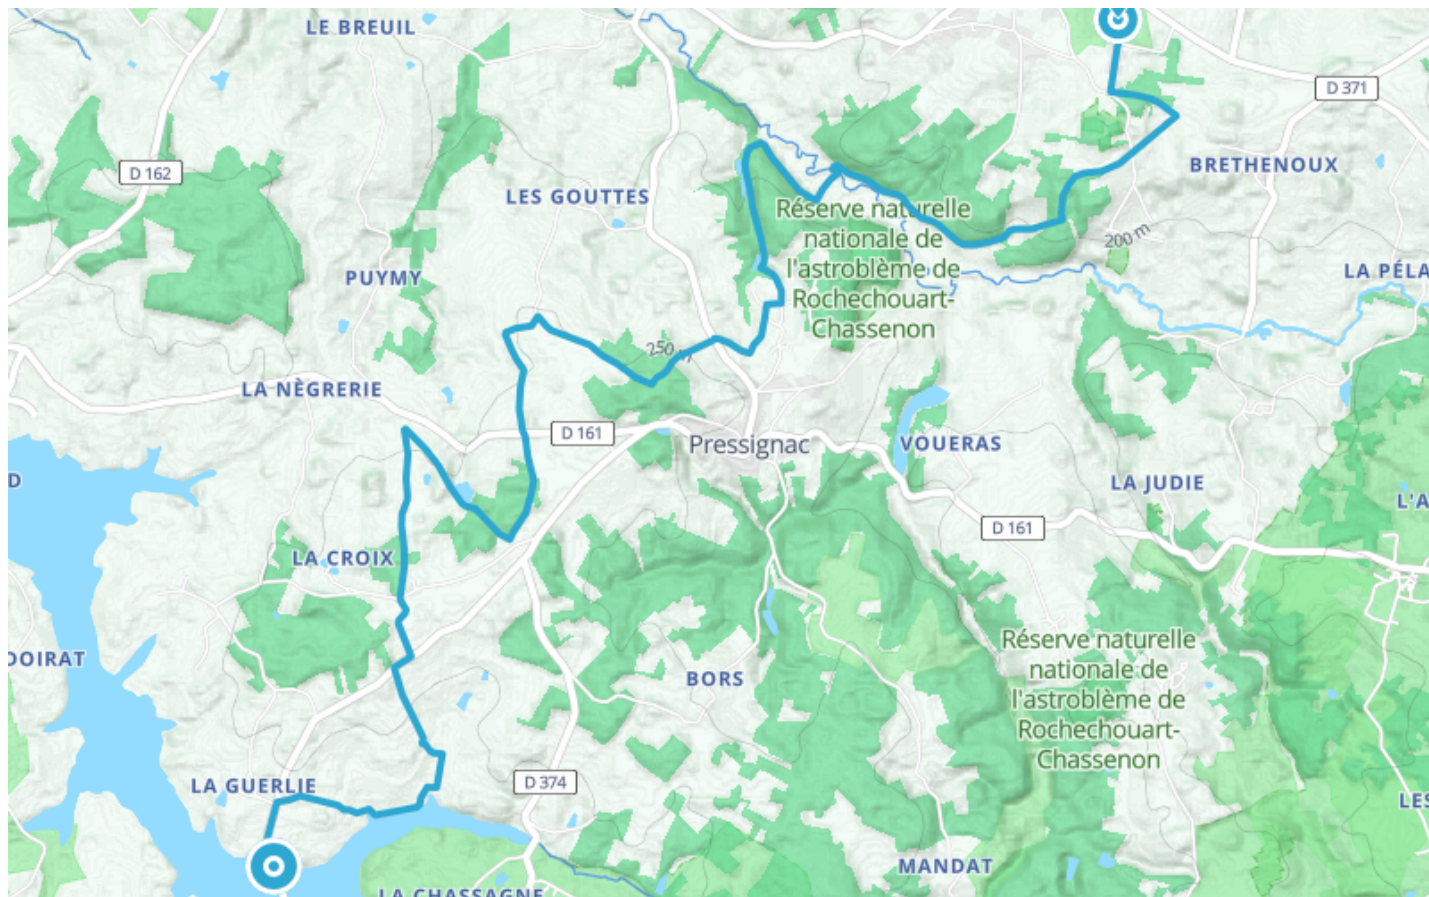 LE BREUIL
D 371
D 162
BRETHENOUX
LES GOUTTES
Réserve naturelle
nationale de
l'astroblème de
Rochechouart-
Chassenon
200 m
PUYMY
LA PÉLA
250 m
LA NÈGRERIE
D 161
Pressignac
VOUERAS
D
LA JUDIE
L'A
D 161
LA CROIX
Réserve naturelle
nationale de
l'astroblème de
Rochechouart-
Chassenon
DOIRAT
BORS
LA GUERLIE
D 374
LES
MANDAT
LA CHASSAGNE